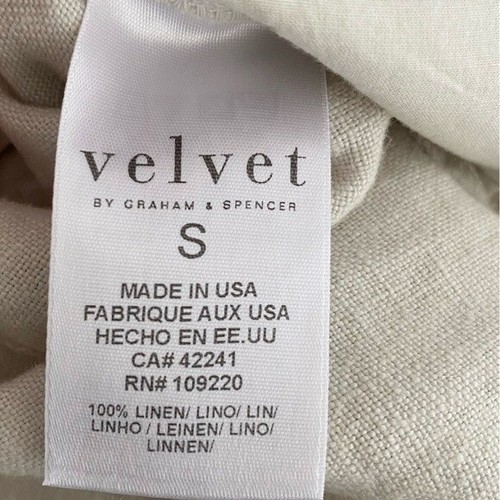 velvet
BY GRAHAM & SPENCER
S
MADE IN USA
FABRIQUE AUX USA
HECHO EN EE.UU
CA# 42241
RN# 109220
100% LINEN/ LINO/ LIN/
LINHO / LEINEN/ LINO/
LINNEN/